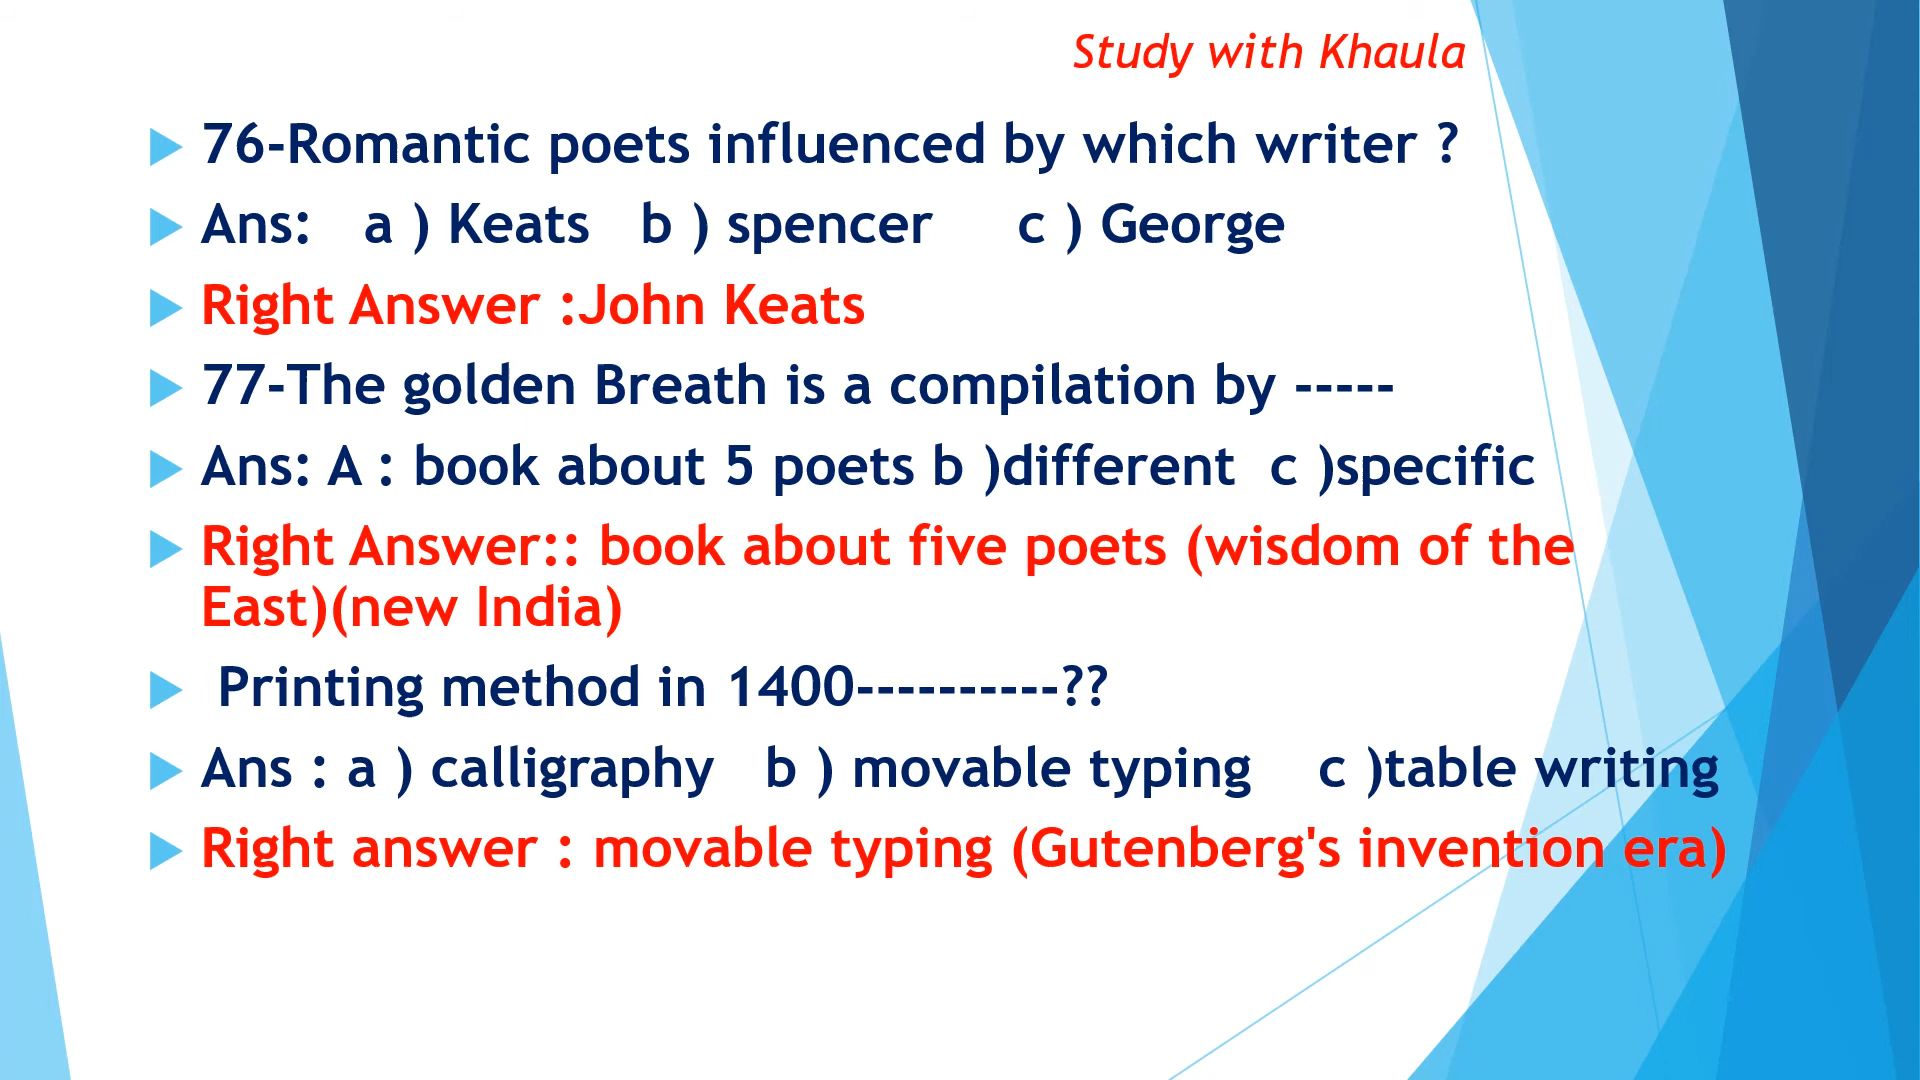 Study with Khaula
76-Romantic poets influenced by which writer ?
Ans: a ) Keats b ) spencer c ) George
Right Answer :John Keats
77-The golden Breath is a compilation by -----
Ans: A : book about 5 poets b )different c )specific
Right Answer:: book about five poets (wisdom of the
East)(new India)
Printing method in 1400----------??
Ans : a ) calligraphy b ) movable typing c )table writing
Right answer : movable typing (Gutenberg's invention era)